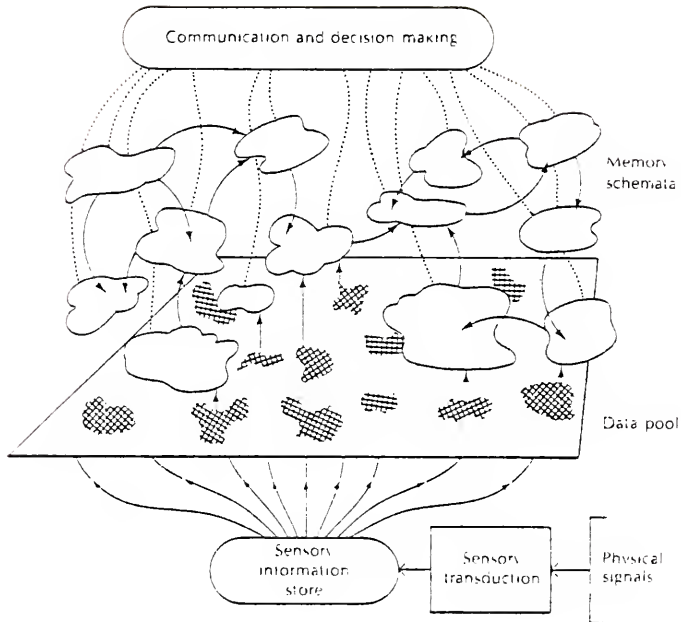 Communication and decision making
Memory
schemata
Data pool
Sensory
information
store
Sensory
transduction
Physical
signals